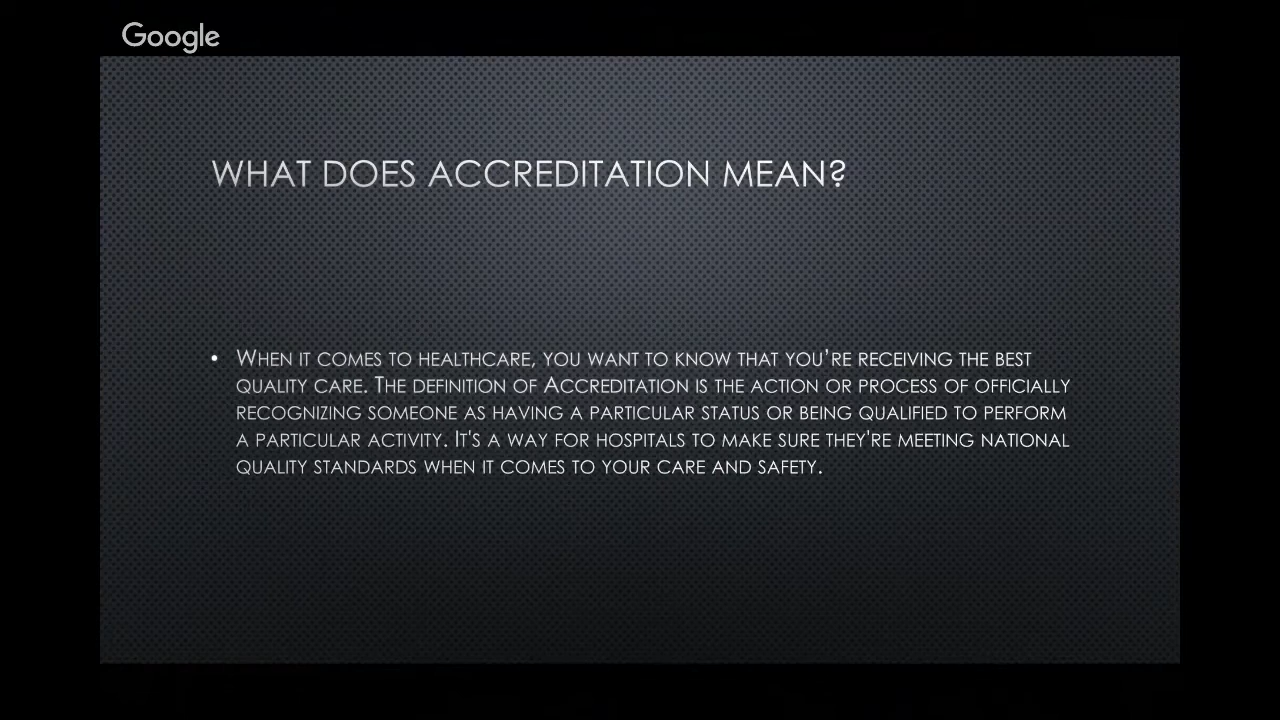 Google
WHAT DOES ACCREDITATION MEAN?
• WHEN IT COMES TO HEALTHCARE, YOU WANT TO KNOW THAT YOU'RE RECEIVING THE BEST
QUALITY CARE. THE DEFINITION OF ACCREDITATION IS THE ACTION OR PROCESS OF OFFICIALLY
RECOGNIZING SOMEONE AS HAVING A PARTICULAR STATUS OR BEING QUALIFIED TO PERFORM
A PARTICULAR ACTIVITY. IT'S A WAY FOR HOSPITALS TO MAKE SURE THEY'RE MEETING NATIONAL
QUALITY STANDARDS WHEN IT COMES TO YOUR CARE AND SAFETY.